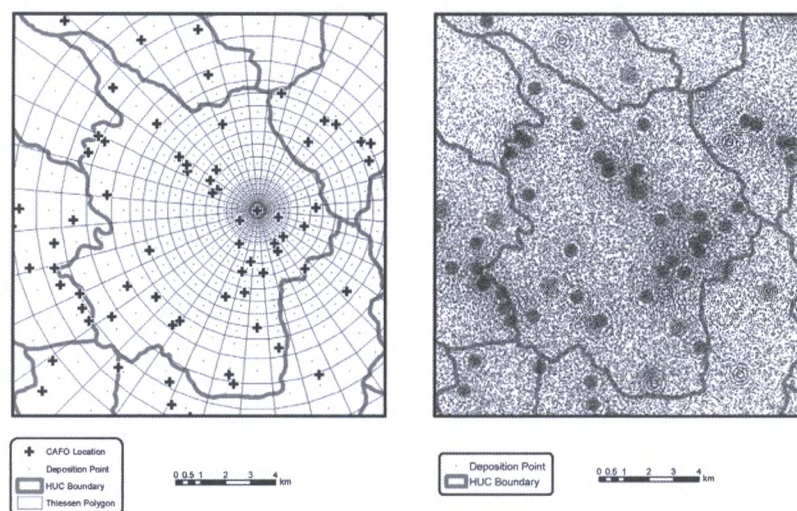 CAFO Location
Deposition Point
HUC Boundary
Thiessen Polygon
0 0.5 1 2 3 4
km
Deposition Point
HUC Boundary
0 0.5 1 2 3 4
km